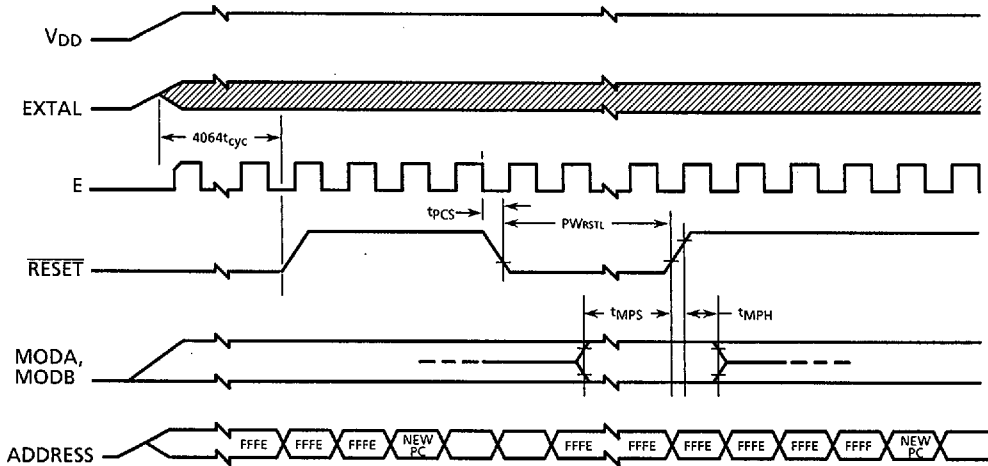 VDD
EXTAL
4064tcyc
E
tPCS
PWRSTL
RESET
tMPS
tMPH
MODA,
MODB
ADDRESS
FFFE
FFFE
FFFE
NEW
PC
FFFE
FFFE
FFFE
FFFE
FFFE
FFFF
NEW
PC